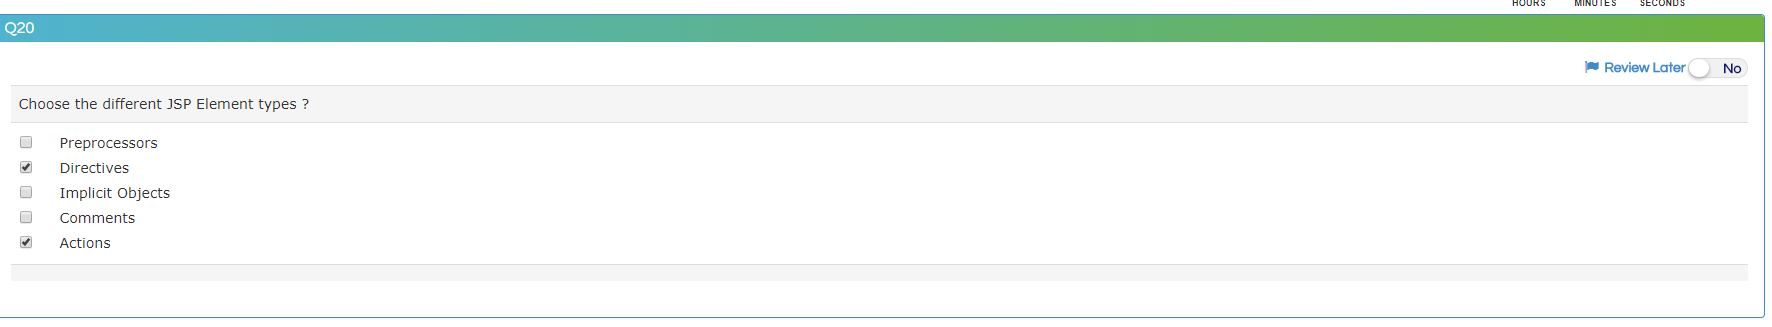 HOURS MINUTES SECONDS
Q20
Review Later No
Choose the different JSP Element types ?
Preprocessors
Directives
Implicit Objects
Comments
Actions